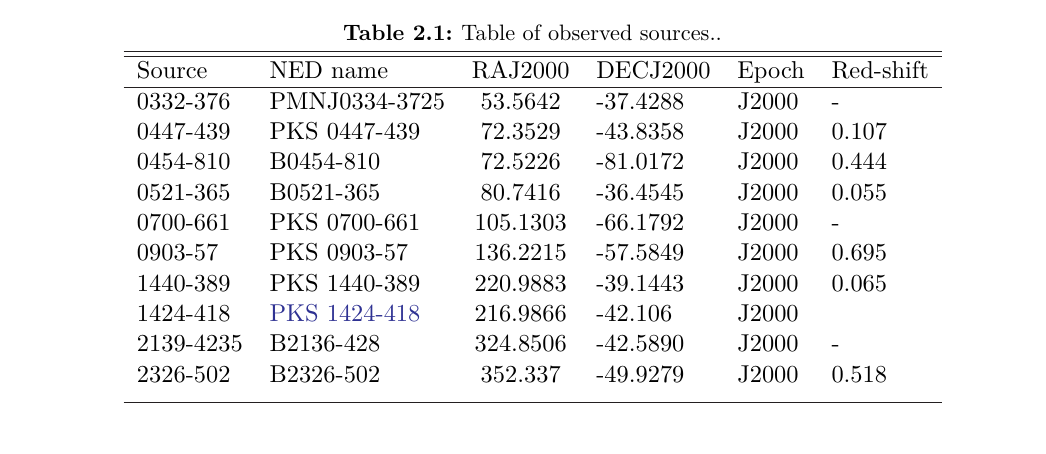 Table 2.1: Table of observed sources..
Source NED name RAJ2000 DECJ2000 Epoch Red-shift
0332-376 PMNJ0334-3725 53.5642 -37.4288 J2000 -
0447-439 PKS 0447-439 72.3529 -43.8358 J2000 0.107
0454-810 B0454-810 72.5226 -81.0172 J2000 0.444
0521-365 B0521-365 80.7416 -36.4545 J2000 0.055
0700-661 PKS 0700-661 105.1303 -66.1792 J2000 -
0903-57 PKS 0903-57 136.2215 -57.5849 J2000 0.695
1440-389 PKS 1440-389 220.9883 -39.1443 J2000 0.065
1424-418 PKS 1424-418 216.9866 -42.106 J2000
2139-4235 B2136-428 324.8506 -42.5890 J2000 -
2326-502 B2326-502 352.337 -49.9279 J2000 0.518